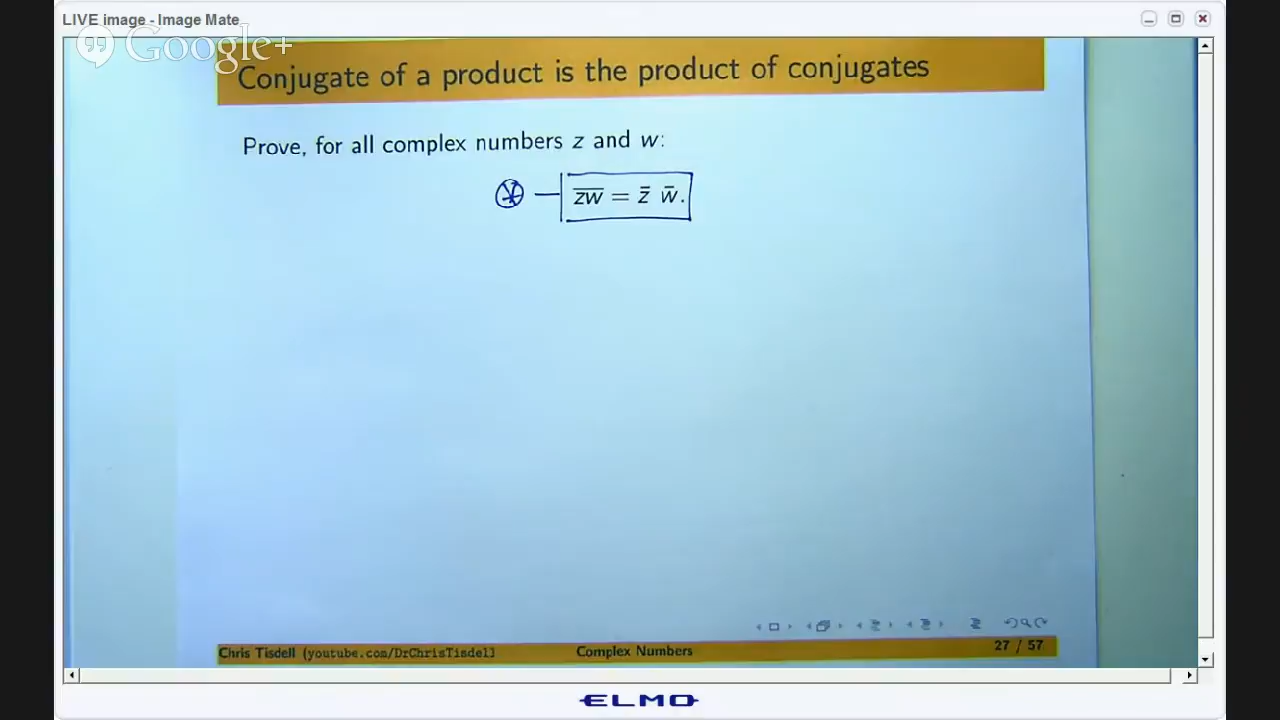 LIVE image - Image Mate
Google+
Conjugate of a product is the product of conjugates
Prove, for all complex numbers z and w:
z̅w̅ = z̄ w̄.
27 / 57
Chris Tisdell (youtube.com/DrChrisTisdell) Complex Numbers
ELMO